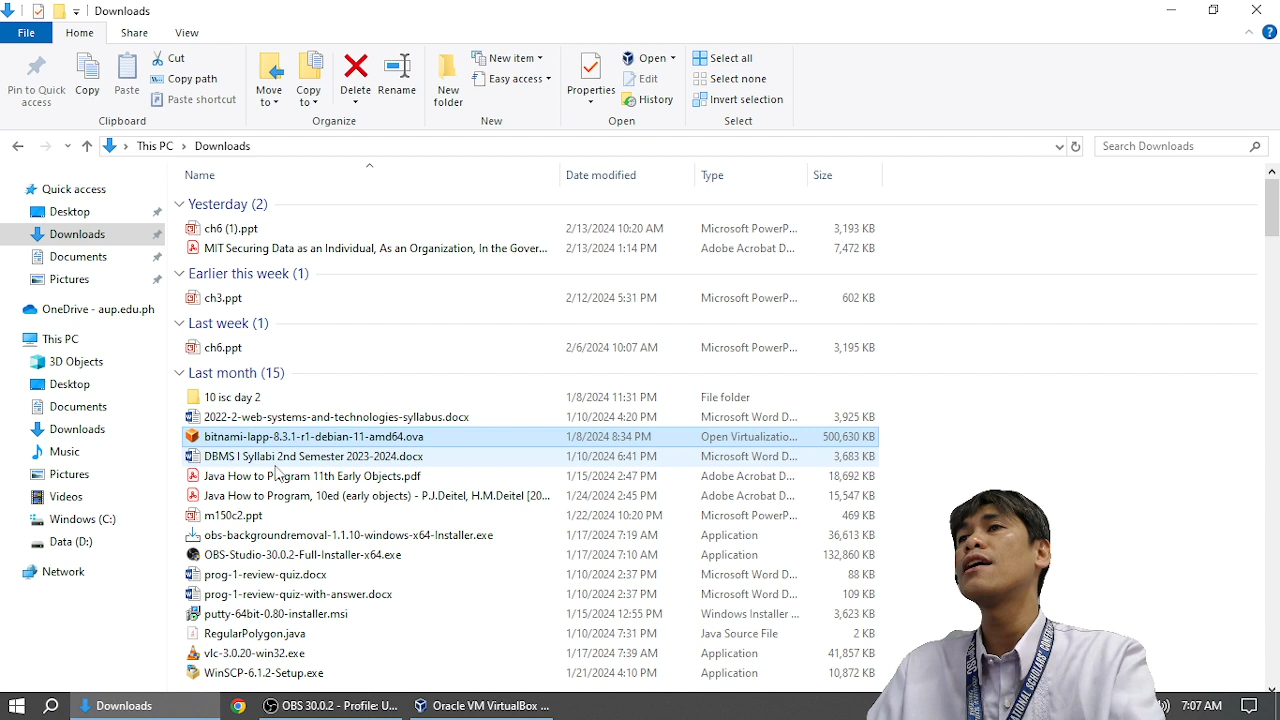 Downloads
File Home Share View
Pin to Quick access
Copy
Paste
Cut
Copy path
Paste shortcut
Clipboard
Move to
Copy to
Delete
Rename
Organize
New folder
New item
Easy access
New
Properties
Open
Edit
History
Open
Select all
Select none
Invert selection
Select
This PC Downloads
Search Downloads
Quick access
Desktop
Downloads
Documents
Pictures
OneDrive - aup.edu.ph
This PC
3D Objects
Desktop
Documents
Downloads
Music
Pictures
Videos
Windows (C:)
Data (D:)
Network
Name Date modified Type Size
Yesterday (2)
ch6 (1).ppt 2/13/2024 10:20 AM Microsoft PowerP... 3,193 KB
MIT Securing Data as an Individual, As an Organization, In the Gover... 2/13/2024 1:14 PM Adobe Acrobat D... 7,472 KB
Earlier this week (1)
ch3.ppt 2/12/2024 5:31 PM Microsoft PowerP... 602 KB
Last week (1)
ch6.ppt 2/6/2024 10:07 AM Microsoft PowerP... 3,195 KB
Last month (15)
10 isc day 2 1/8/2024 11:31 PM File folder
2022-2-web-systems-and-technologies-syllabus.docx 1/10/2024 4:20 PM Microsoft Word D... 3,925 KB
bitnami-lapp-8.3.1-r1-debian-11-amd64.ova 1/8/2024 8:34 PM Open Virtualizatio... 500,630 KB
DBMS I Syllabi 2nd Semester 2023-2024.docx 1/10/2024 6:41 PM Microsoft Word D... 3,683 KB
Java How to Program 11th Early Objects.pdf 1/15/2024 2:47 PM Adobe Acrobat D... 18,692 KB
Java How to Program, 10ed (early objects) - P.J.Deitel, H.M.Deitel [20... 1/24/2024 2:45 PM Adobe Acrobat D... 15,547 KB
m150c2.ppt 1/22/2024 10:20 PM Microsoft PowerP... 469 KB
obs-backgroundremoval-1.1.10-windows-x64-Installer.exe 1/17/2024 7:19 AM Application 36,613 KB
OBS-Studio-30.0.2-Full-Installer-x64.exe 1/17/2024 7:10 AM Application 132,860 KB
prog-1-review-quiz.docx 1/10/2024 2:37 PM Microsoft Word D... 88 KB
prog-1-review-quiz-with-answer.docx 1/10/2024 2:37 PM Microsoft Word D... 109 KB
putty-64bit-0.80-installer.msi 1/15/2024 12:55 PM Windows Installer ... 3,623 KB
RegularPolygon.java 1/10/2024 7:31 PM Java Source File 2 KB
vlc-3.0.20-win32.exe 1/17/2024 7:39 AM Application 41,857 KB
WinSCP-6.1.2-Setup.exe 1/21/2024 4:10 PM Application 10,872 KB
Downloads
OBS 30.0.2 - Profile: U...
Oracle VM VirtualBox ...
7:07 AM